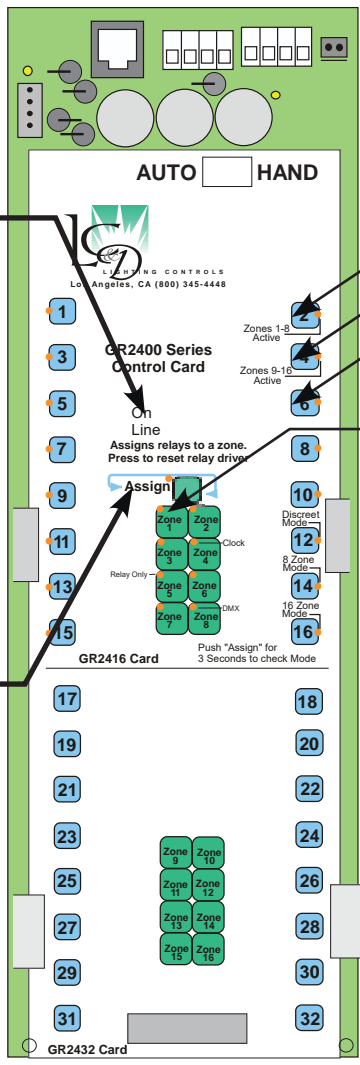 AUTO HAND
LC&D
LIGHTING CONTROLS
Los Angeles, CA (800) 345-4448
1
2
Zones 1-8
Active
3
GR2400 Series
Control Card
4
Zones 9-16
Active
5
6
On
Line
7
Assigns relays to a zone.
Press to reset relay driver
8
Assign
9
10
Zone 1
Zone 2
Discreet
Mode
11
12
Zone 3
Zone 4
Clock
8 Zone
Mode
13
Relay Only
Zone 5
Zone 6
14
16 Zone
Mode
15
Zone 7
Zone 8
DMX
16
GR2416 Card
Push "Assign" for
3 Seconds to check Mode
17
18
19
20
21
22
23
24
Zone 9
Zone 10
25
26
Zone 11
Zone 12
27
28
Zone 13
Zone 14
Zone 15
Zone 16
29
30
31
32
GR2432 Card